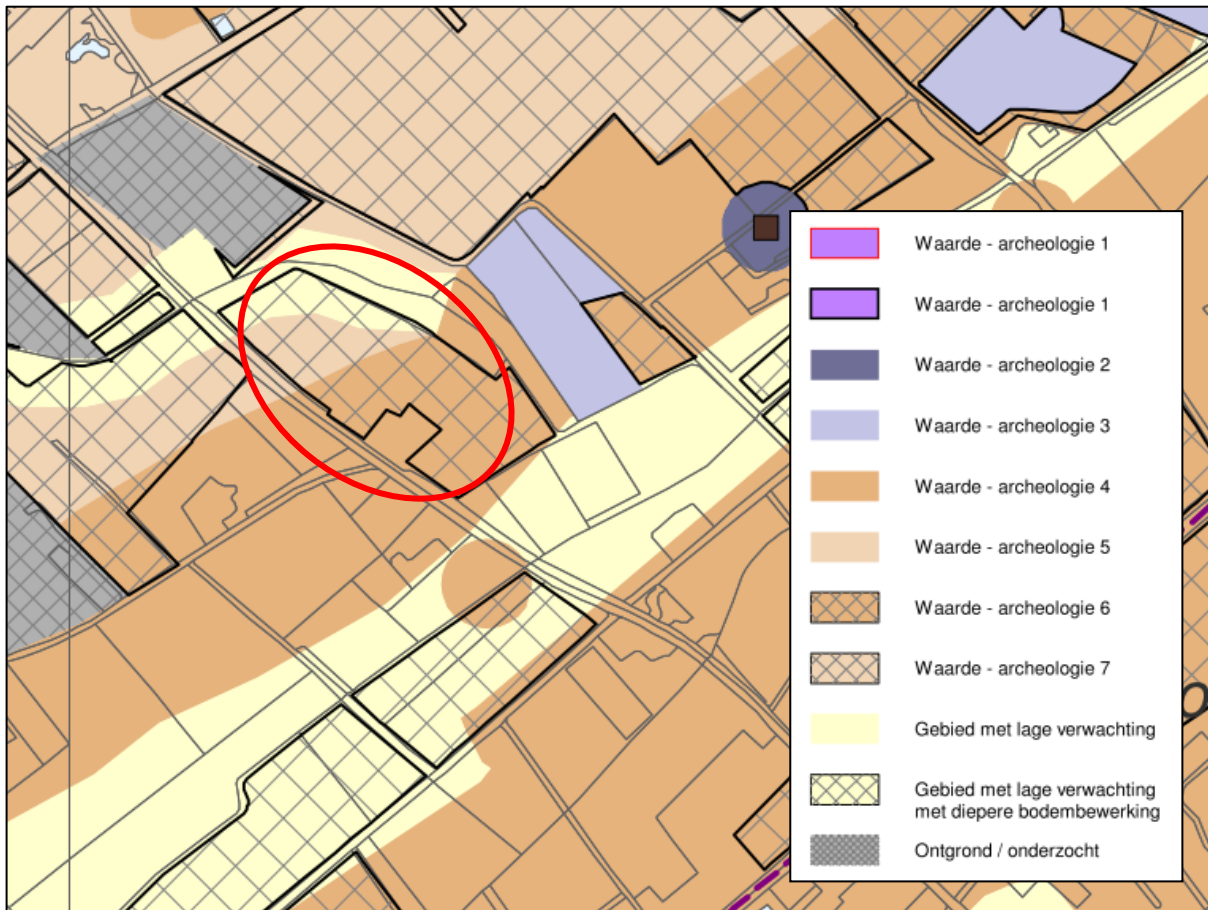 Waarde - archeologie 1
Waarde - archeologie 1
Waarde - archeologie 2
Waarde - archeologie 3
Waarde - archeologie 4
Waarde - archeologie 5
Waarde - archeologie 6
Waarde - archeologie 7
Gebied met lage verwachting
Gebied met lage verwachting
met diepere bodembewerking
Ontgrond / onderzocht